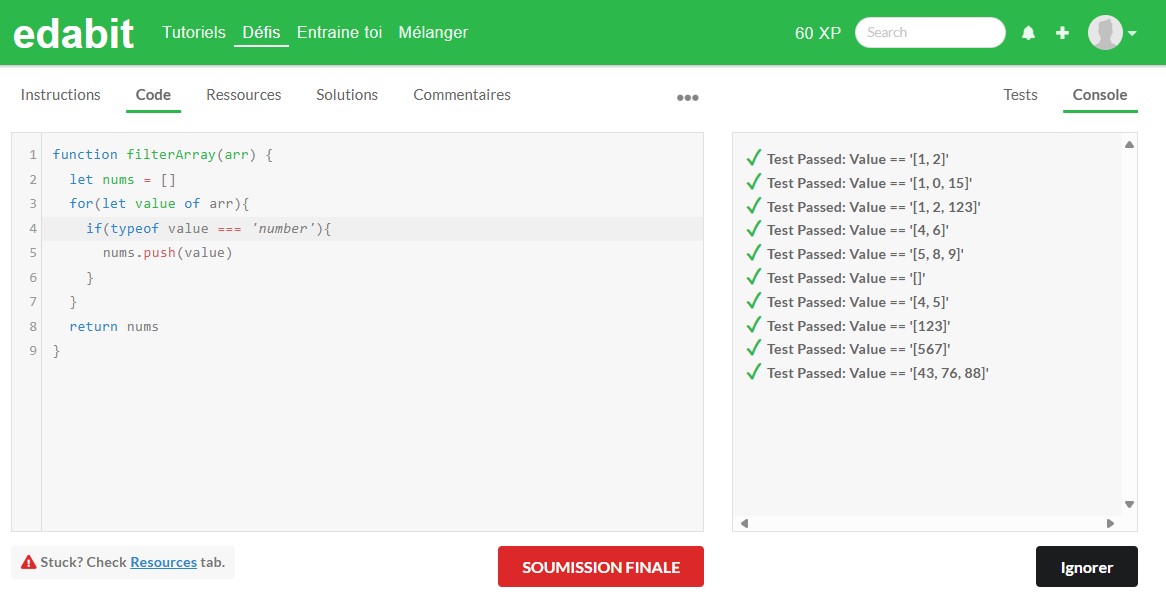 edabit Tutoriels Défis Entraine toi Mélanger 60 XP Search
Instructions Code Ressources Solutions Commentaires ••• Tests Console
1 function filterArray(arr) {
2 let nums = []
3 for(let value of arr){
4 if(typeof value === 'number'){
5 nums.push(value)
6 }
7 }
8 return nums
9 }
Test Passed: Value == '[1, 2]'
Test Passed: Value == '[1, 0, 15]'
Test Passed: Value == '[1, 2, 123]'
Test Passed: Value == '[4, 6]'
Test Passed: Value == '[5, 8, 9]'
Test Passed: Value == '[]'
Test Passed: Value == '[4, 5]'
Test Passed: Value == '[123]'
Test Passed: Value == '[567]'
Test Passed: Value == '[43, 76, 88]'
Stuck? Check Resources tab.
SOUMISSION FINALE
Ignorer